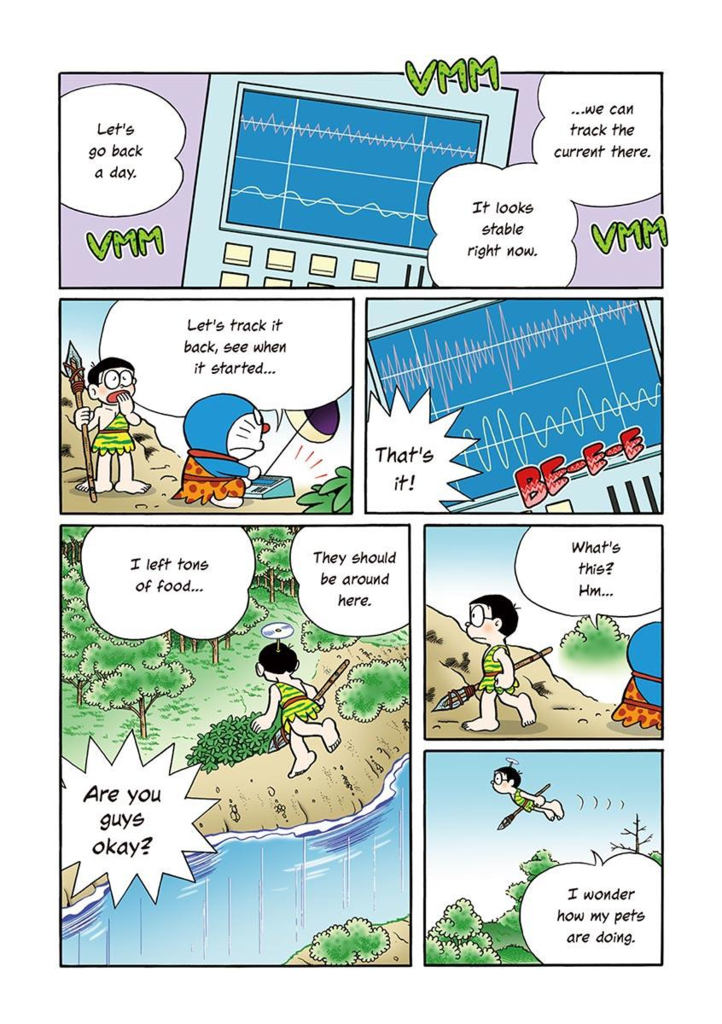 VMM
...we can
track the
current there.
It looks
stable
right now.
VMM
Let's
go back
a day.
VMM
That's
it!
BE-E-E
Let's track it
back, see when
it started...
What's
this?
Hm...
I wonder
how my pets
are doing.
They should
be around
here.
I left tons
of food...
Are you
guys
okay?